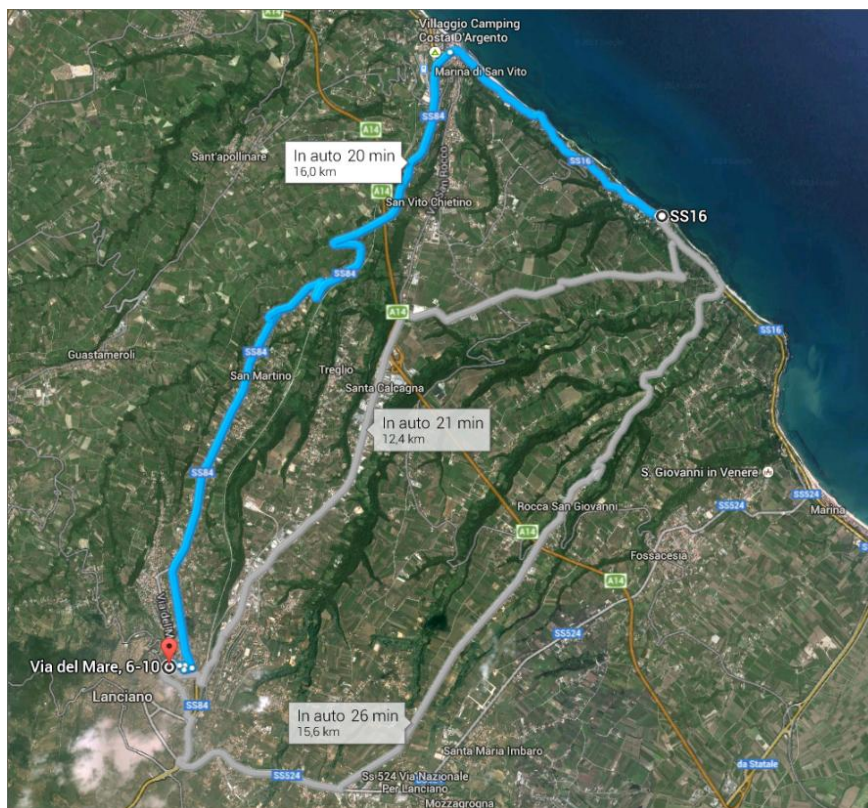 A14
Villaggio Camping
Costa D'Argento
Marina di San Vito
SS84
A14
Sant'apollinare
In auto 20 min
16,0 km
SS16
A14
San Vito Chietino
SS16
SS84
A14
SS16
SS84
Guastameroli
Treglio
San Martino
Santa Calcagna
In auto 21 min
12,4 km
SS84
S. Giovanni in Venere
SS524
Rocca San Giovanni
SS524
Marina
A14
Fossacesia
A14
SS524
Via del Mare, 6-10
Lanciano
SS84
In auto 26 min
15,6 km
Santa Maria Imbaro
da Statale
SS524
Ss 524 Via Nazionale
Per Lanciano
Mozzagrogna